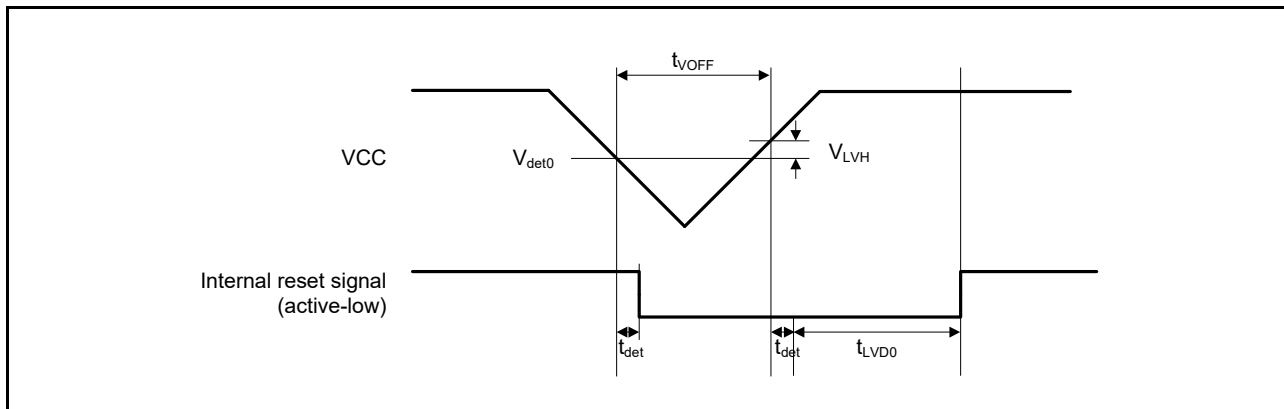 tVOFF
VCC
Vdet0
VLVH
Internal reset signal
(active-low)
tdet
tdet
tLVD0